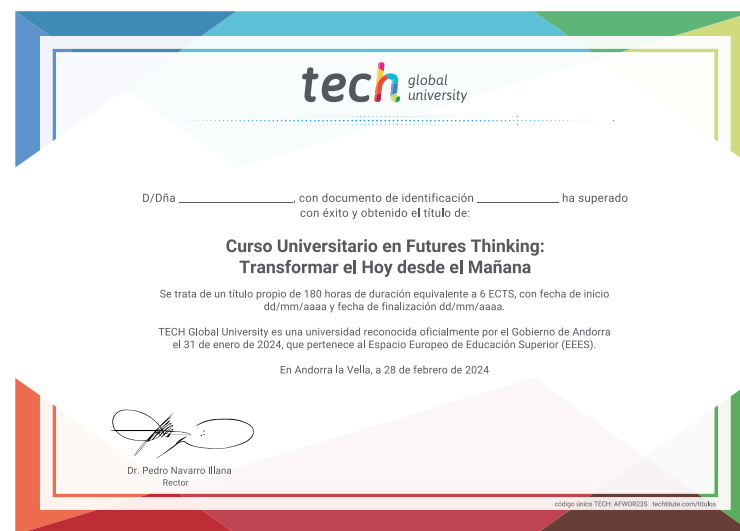 tech global university
D/Dña ______________, con documento de identificación __________ ha superado
con éxito y obtenido el título de:
Curso Universitario en Futures Thinking:
Transformar el Hoy desde el Mañana
Se trata de un título propio de 180 horas de duración equivalente a 6 ECTS, con fecha de inicio
dd/mm/aaaa y fecha de finalización dd/mm/aaaa.
TECH Global University es una universidad reconocida oficialmente por el Gobierno de Andorra
el 31 de enero de 2024, que pertenece al Espacio Europeo de Educación Superior (EEES).
En Andorra la Vella, a 28 de febrero de 2024
Dr. Pedro Navarro Illana
Rector
código único TECH: AFWOR23S techtitute.com/títulos